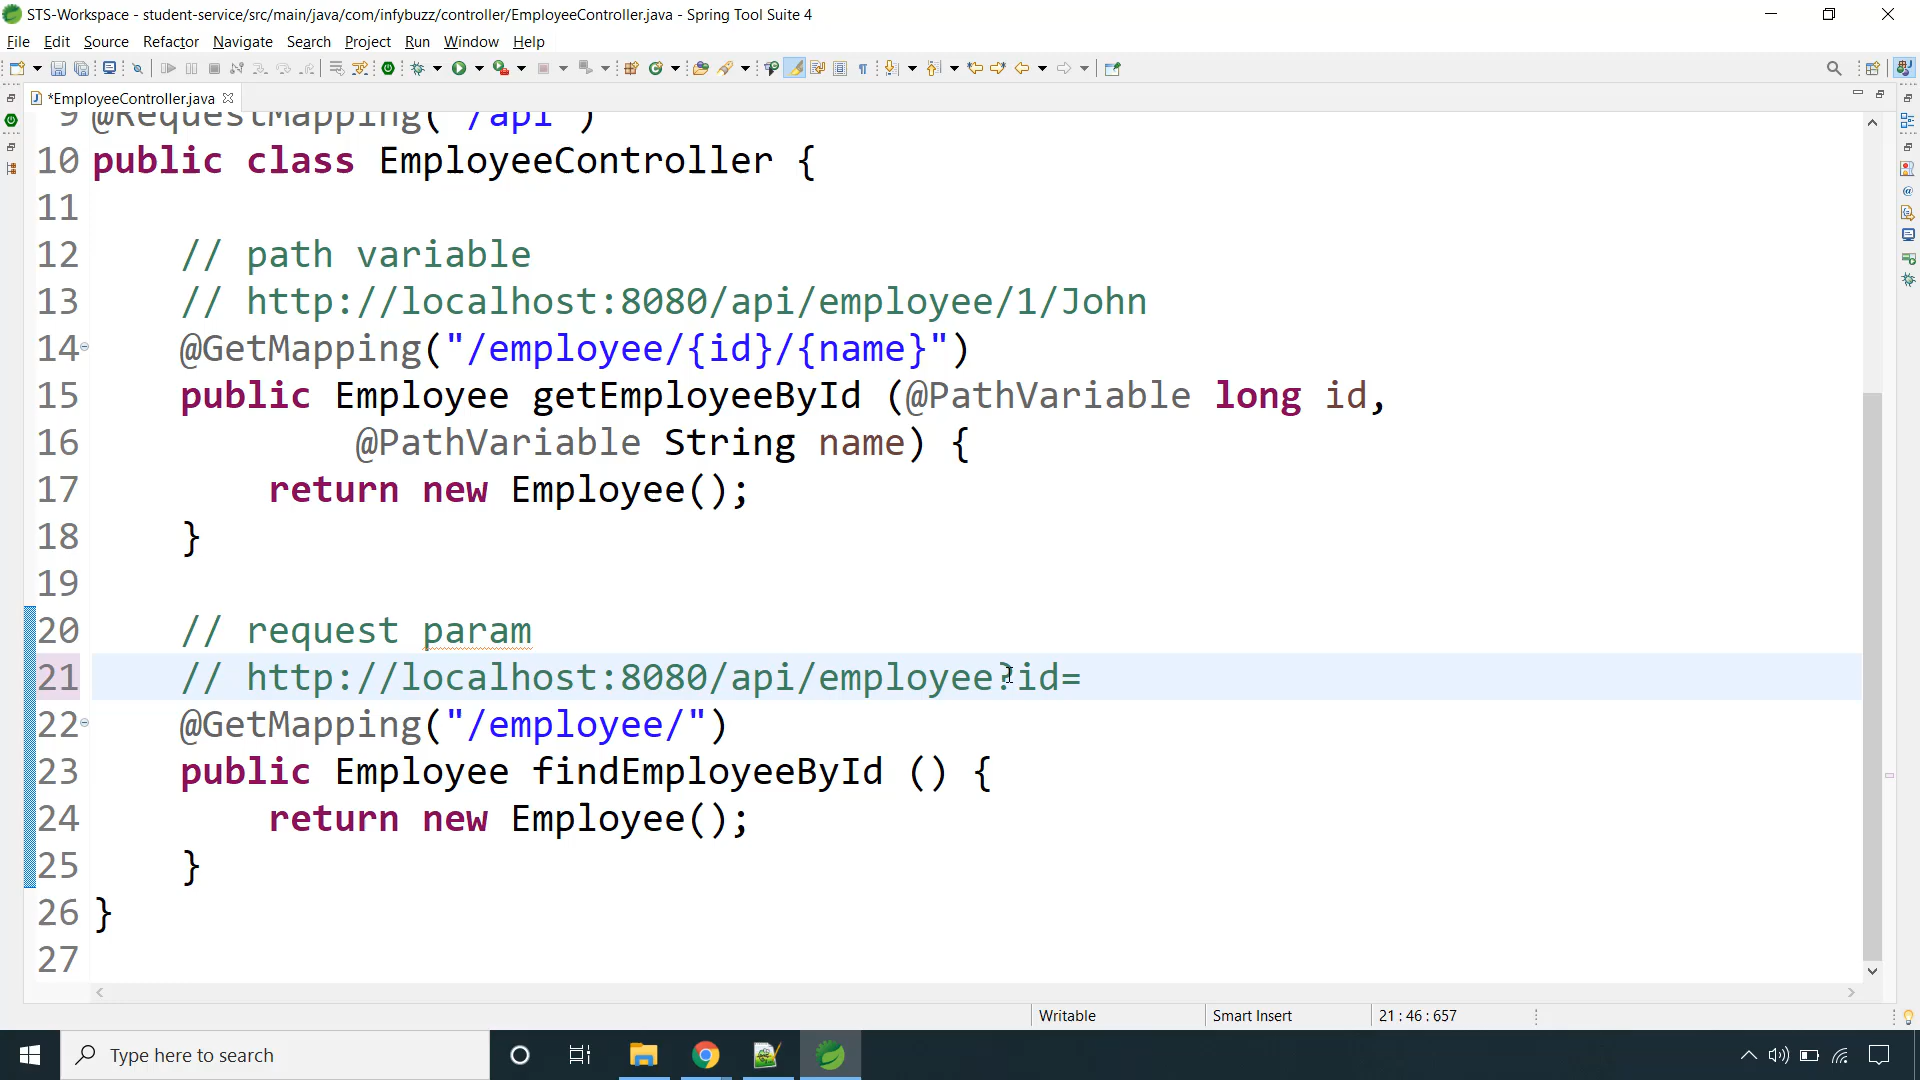 STS-Workspace - student-service/src/main/java/com/infybuzz/controller/EmployeeController.java - Spring Tool Suite 4
File Edit Source Refactor Navigate Search Project Run Window Help
*EmployeeController.java
9 @RequestMapping("/api")
10 public class EmployeeController {
11
12 // path variable
13 // http://localhost:8080/api/employee/1/John
14 @GetMapping("/employee/{id}/{name}")
15 public Employee getEmployeeById (@PathVariable long id,
16 @PathVariable String name) {
17 return new Employee();
18 }
19
20 // request param
21 // http://localhost:8080/api/employee?id=
22 @GetMapping("/employee/")
23 public Employee findEmployeeById () {
24 return new Employee();
25 }
26 }
27
Writable Smart Insert 21 : 46 : 657
Type here to search